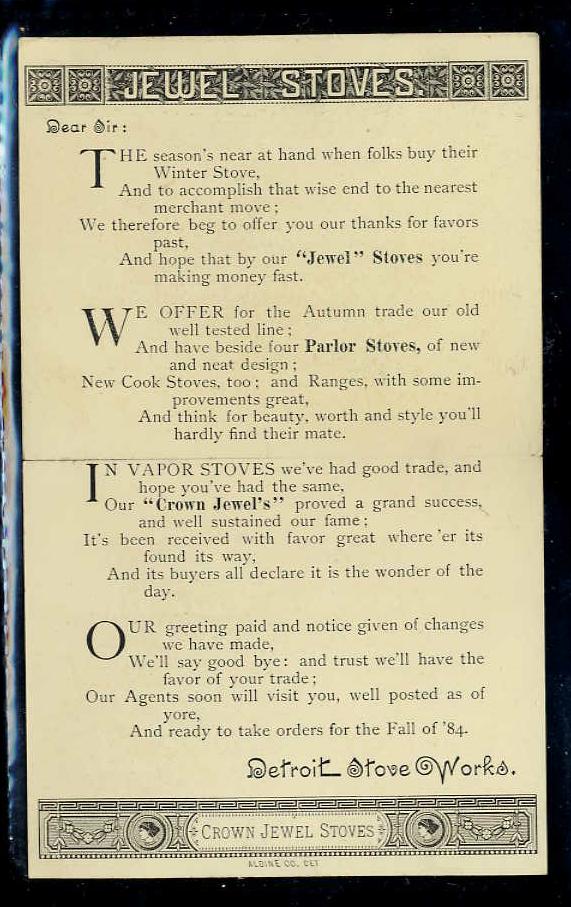 JEWEL STOVES
Dear Sir:
THE season's near at hand when folks buy their
Winter Stove,
And to accomplish that wise end to the nearest
merchant move;
We therefore beg to offer you our thanks for favors
past,
And hope that by our "Jewel" Stoves you're
making money fast.
WE OFFER for the Autumn trade our old
well tested line;
And have beside four Parlor Stoves, of new
and neat design;
New Cook Stoves, too; and Ranges, with some im-
provements great,
And think for beauty, worth and style you'll
hardly find their mate.
IN VAPOR STOVES we've had good trade, and
hope you've had the same,
Our "Crown Jewel's" proved a grand success,
and well sustained our fame;
It's been received with favor great where 'er its
found its way,
And its buyers all declare it is the wonder of the
day.
OUR greeting paid and notice given of changes
we have made,
We'll say good bye: and trust we'll have the
favor of your trade;
Our Agents soon will visit you, well posted as of
yore,
And ready to take orders for the Fall of '84.
Detroit Stove Works.
CROWN JEWEL STOVES
ALDINE CO. DET